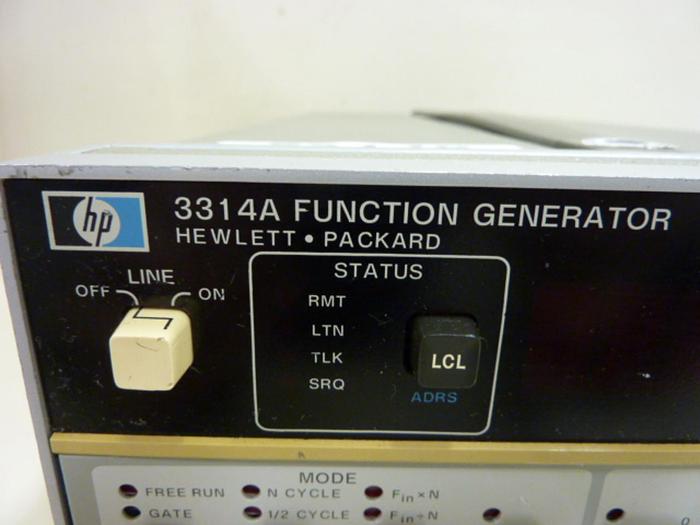 hp
3314A FUNCTION GENERATOR
HEWLETT • PACKARD
LINE
OFF ON
STATUS
RMT
LTN
TLK
SRQ
LCL
ADRS
MODE
FREE RUN N CYCLE Fin × N
GATE 1/2 CYCLE Fin ÷ N